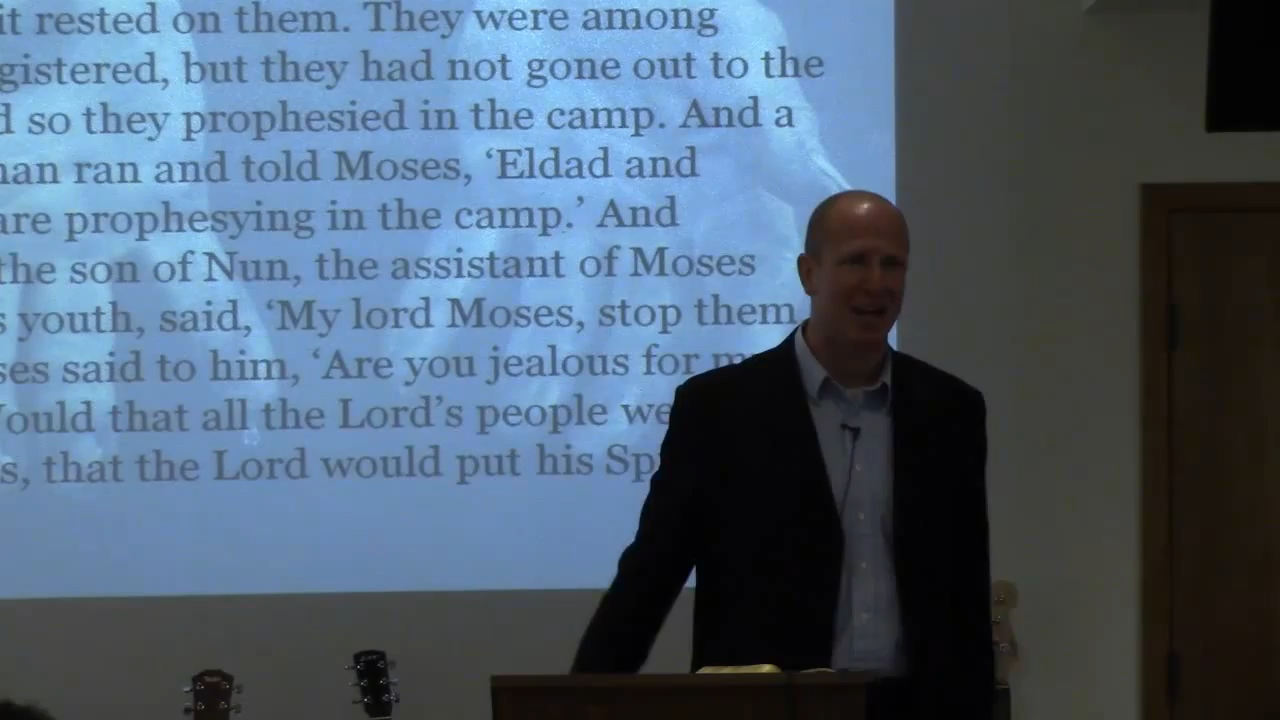 it rested on them. They were among
gistered, but they had not gone out to the
d so they prophesied in the camp. And a
an ran and told Moses, ‘Eldad and
are prophesying in the camp.’ And
the son of Nun, the assistant of Moses
s youth, said, ‘My lord Moses, stop them
ses said to him, ‘Are you jealous for m
ould that all the Lord’s people we
s, that the Lord would put his Sp